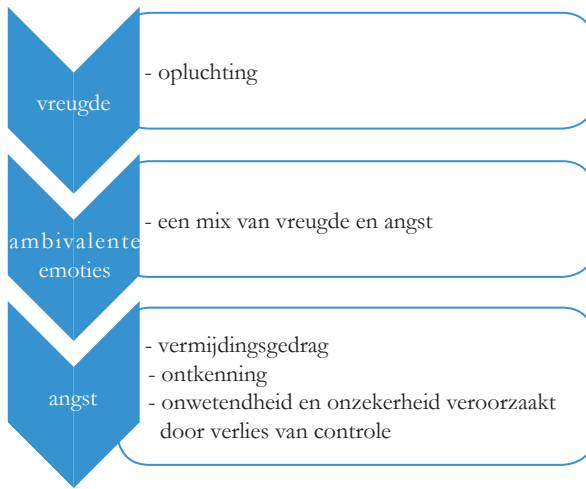 vreugde
- opluchting
ambivalente
emoties
- een mix van vreugde en angst
angst
- vermijdingsgedrag
- ontkenning
- onwetendheid en onzekerheid veroorzaakt
door verlies van controle